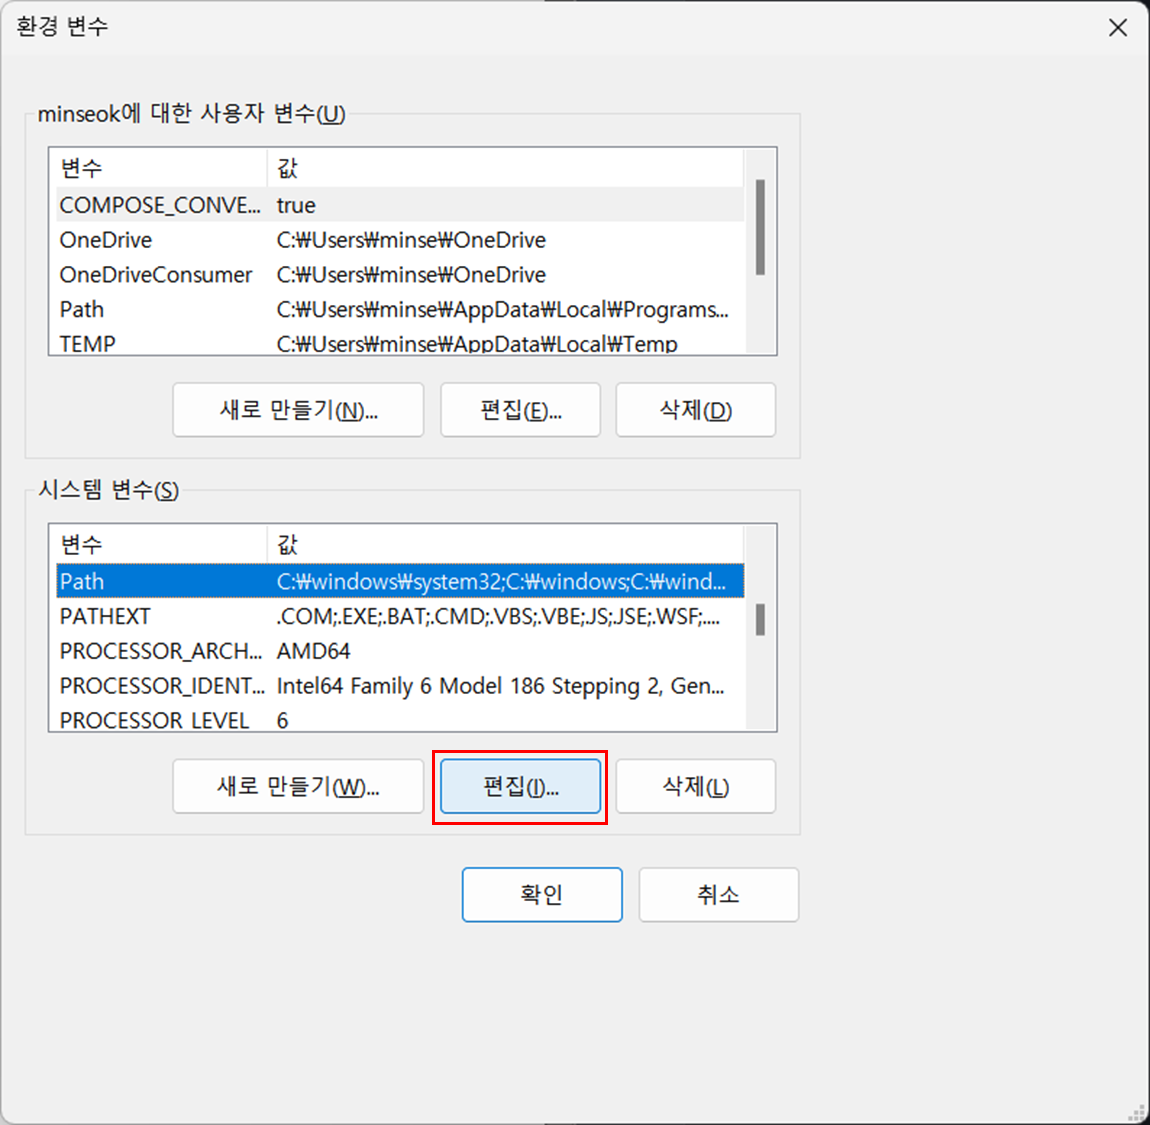 환경 변수
minseok에 대한 사용자 변수(U)
변수 값
COMPOSE_CONVE... true
OneDrive C:₩Users₩minse₩OneDrive
OneDriveConsumer C:₩Users₩minse₩OneDrive
Path C:₩Users₩minse₩AppData₩Local₩Programs...
TEMP C:₩Users₩minse₩AppData₩Local₩Temp
새로 만들기(N)... 편집(E)... 삭제(D)
시스템 변수(S)
변수 값
Path C:₩windows₩system32;C:₩windows;C:₩wind...
PATHEXT .COM;.EXE;.BAT;.CMD;.VBS;.VBE;.JS;.JSE;.WSF;....
PROCESSOR_ARCH... AMD64
PROCESSOR_IDENT... Intel64 Family 6 Model 186 Stepping 2, Gen...
PROCESSOR_LEVEL 6
새로 만들기(W)... 편집(I)... 삭제(L)
확인 취소